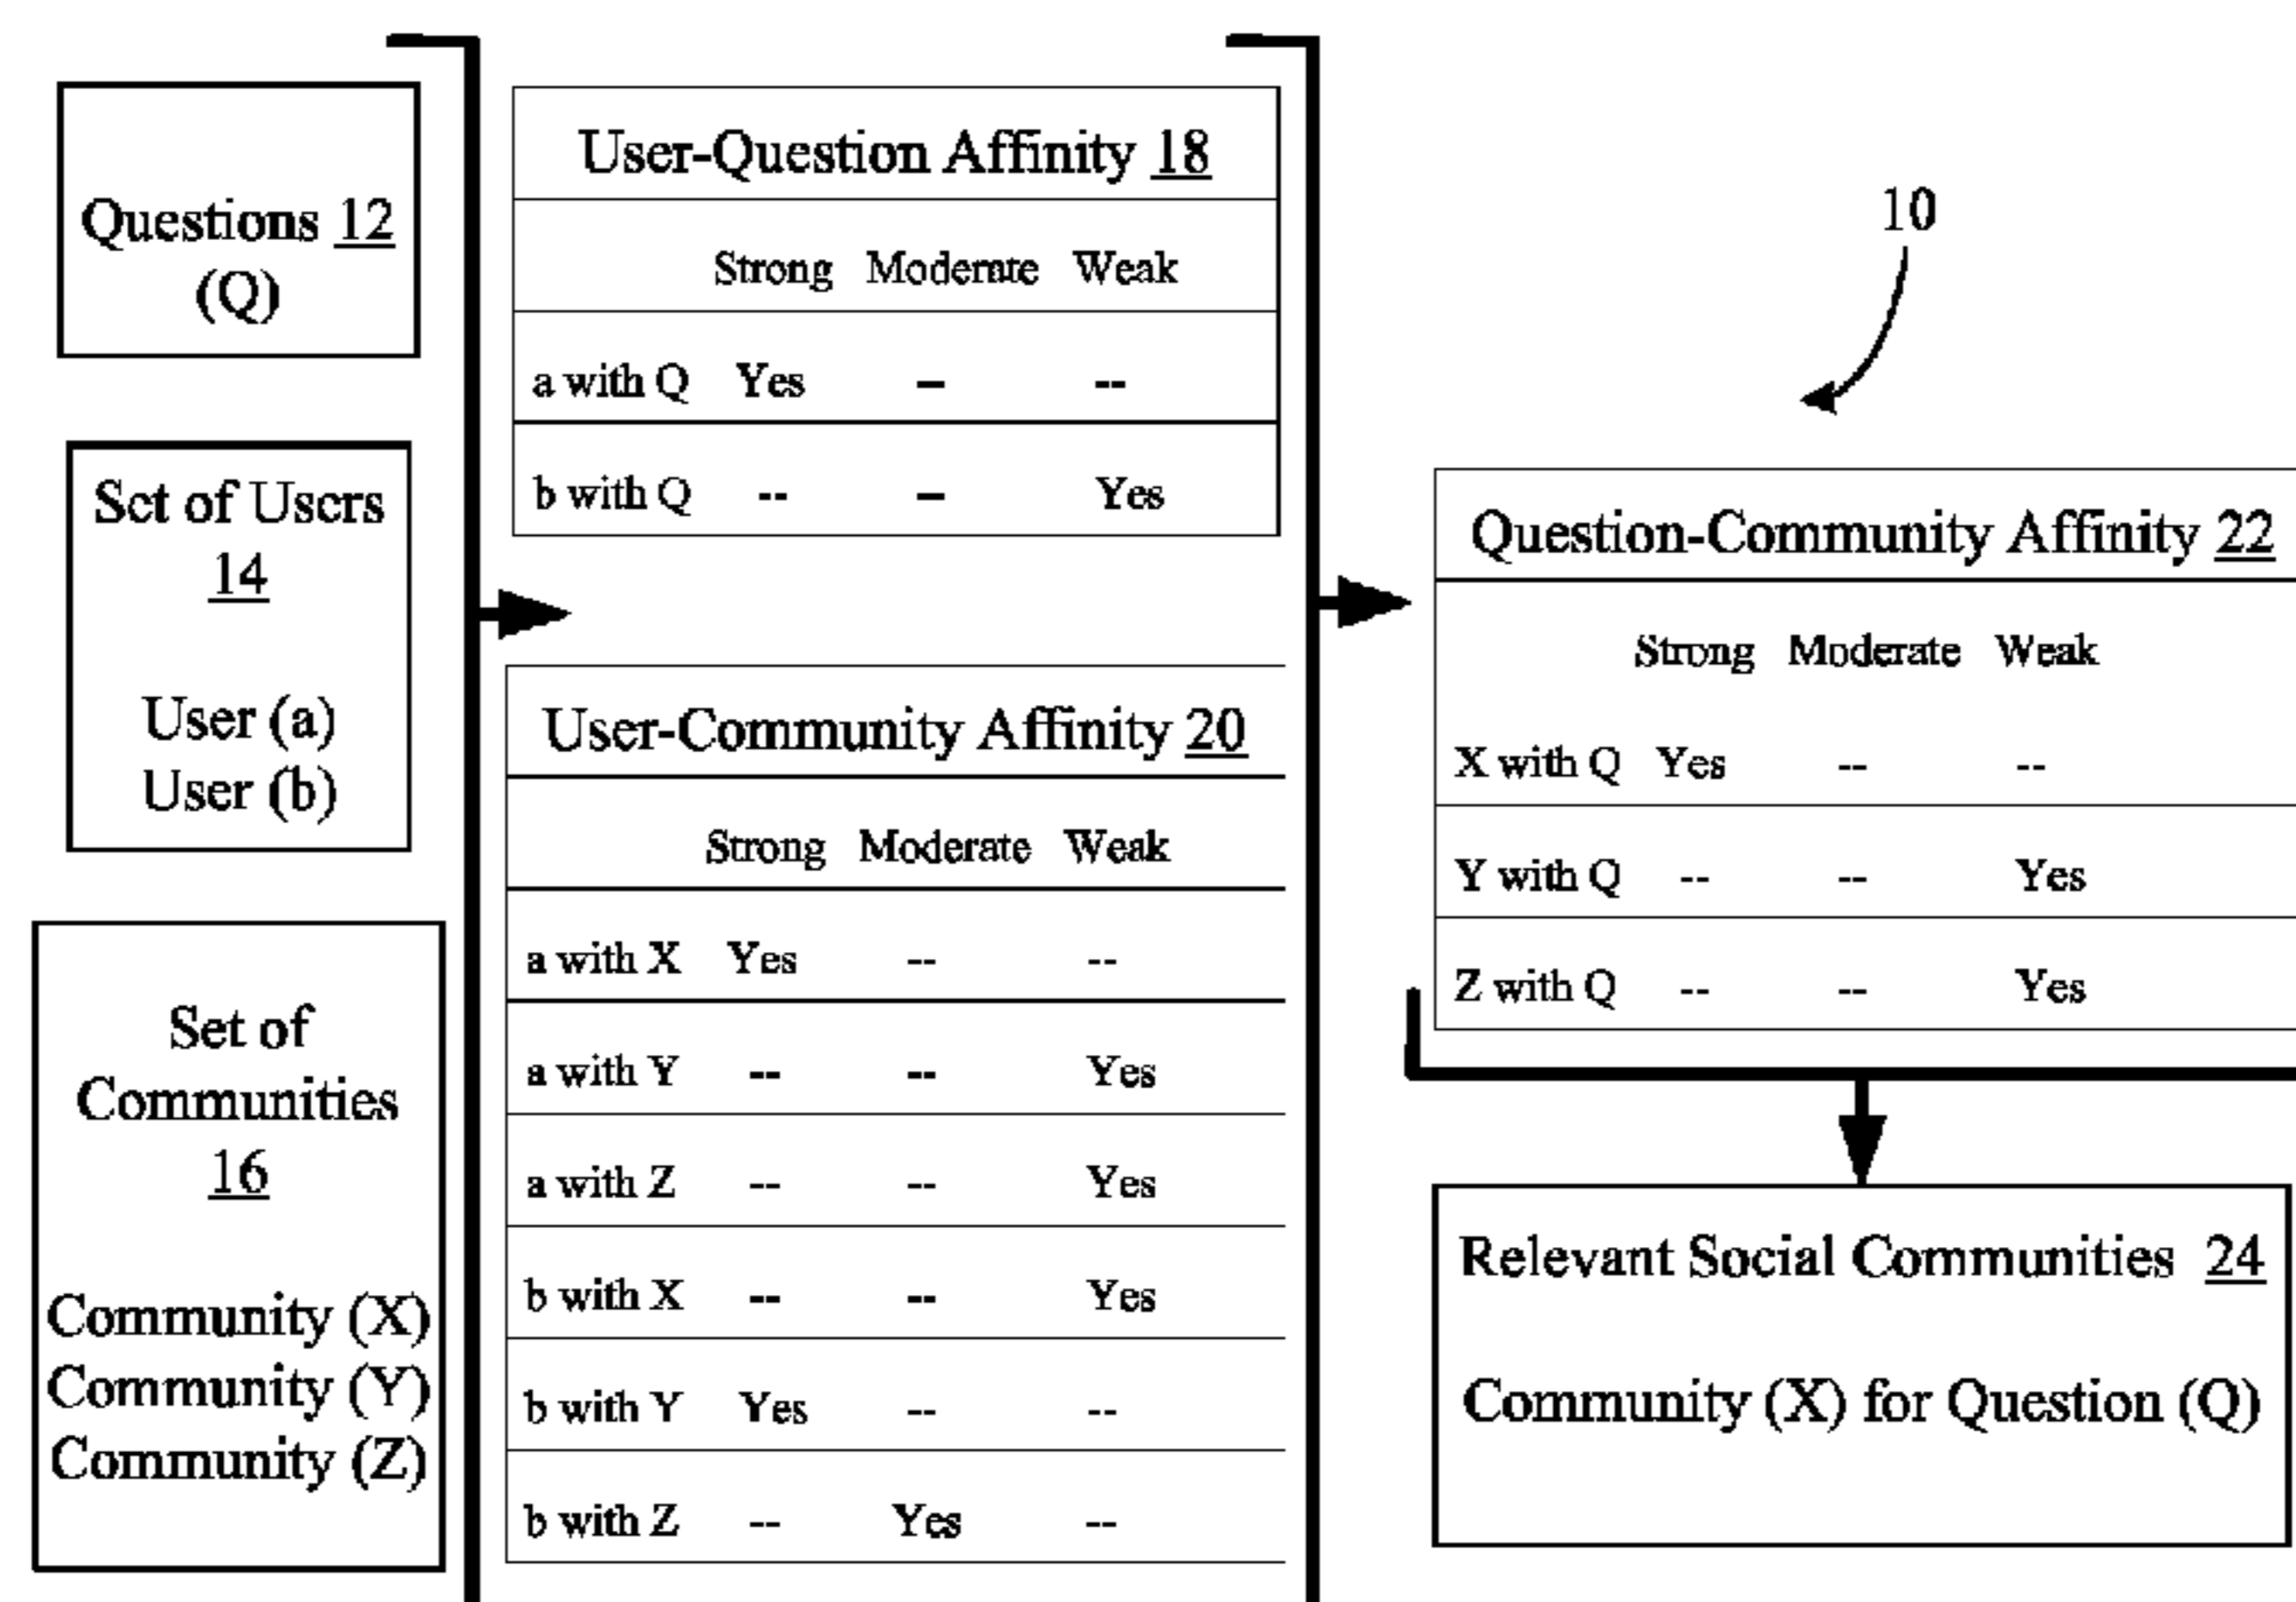 Questions 12
(Q)
Set of Users
14
User (a)
User (b)
Set of
Communities
16
Community (X)
Community (Y)
Community (Z)
User-Question Affinity 18
Strong Moderate Weak
a with Q Yes -- --
b with Q -- -- Yes
User-Community Affinity 20
Strong Moderate Weak
a with X Yes -- --
a with Y -- -- Yes
a with Z -- -- Yes
b with X -- -- Yes
b with Y Yes -- --
b with Z -- Yes --
10
Question-Community Affinity 22
Strong Moderate Weak
X with Q Yes -- --
Y with Q -- -- Yes
Z with Q -- -- Yes
Relevant Social Communities 24
Community (X) for Question (Q)